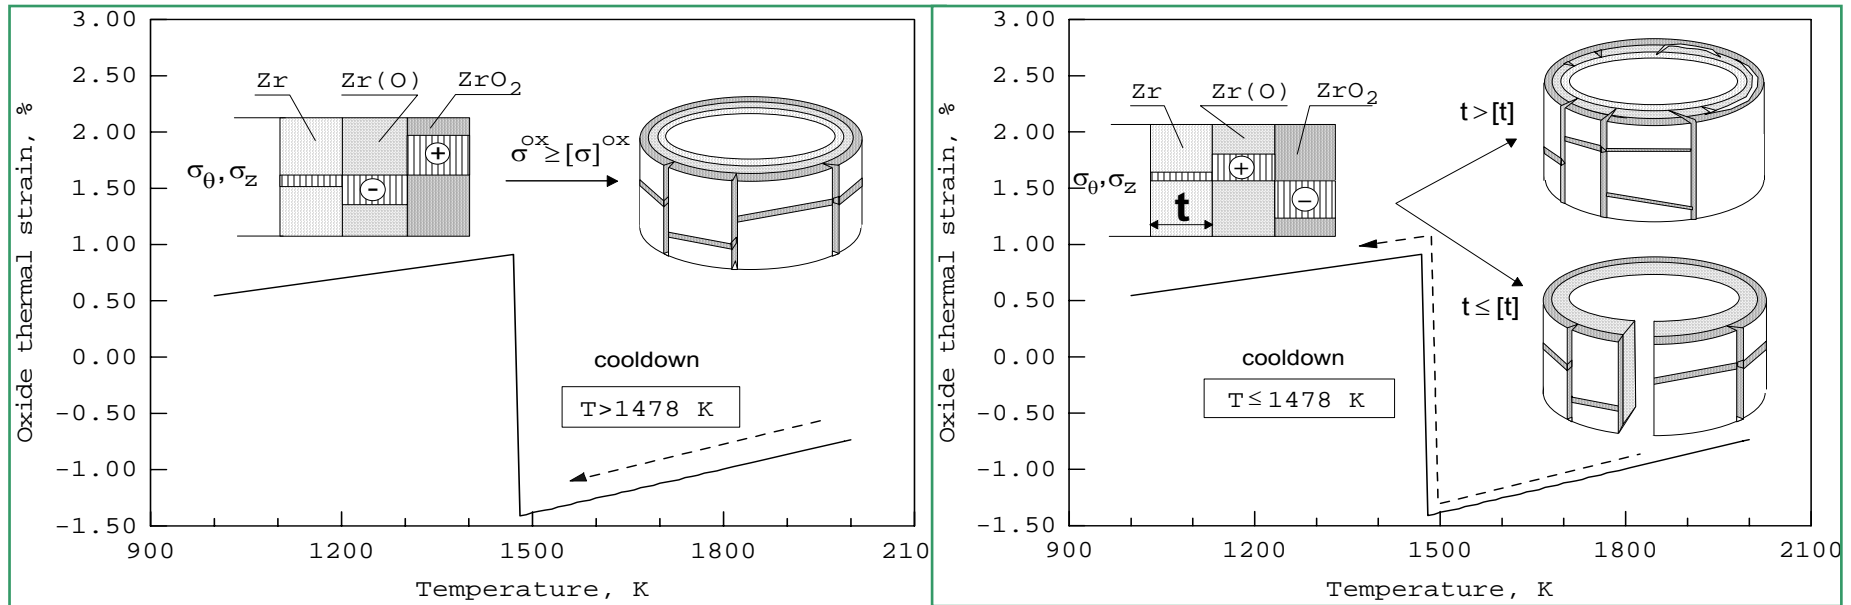 3.00
2.50
2.00
1.50
1.00
0.50
0.00
-0.50
-1.00
-1.50
Oxide thermal strain, %
Zr
Zr(O)
ZrO2
σθ,σz
-
+
σox≥[σ]ox
cooldown
T>1478 K
900
1200
1500
1800
210
Temperature, K
3.00
2.50
2.00
1.50
1.00
0.50
0.00
-0.50
-1.00
-1.50
Oxide thermal strain, %
Zr
Zr(O)
ZrO2
σθ,σz
+
-
t
t>[t]
t≤[t]
cooldown
T≤1478 K
900
1200
1500
1800
2100
Temperature, K